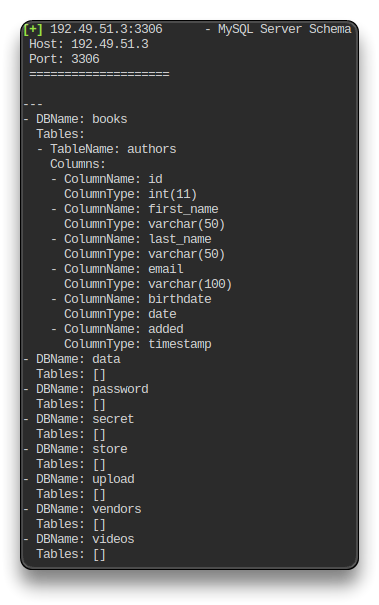 [+] 192.49.51.3:3306      - MySQL Server Schema
 Host: 192.49.51.3
 Port: 3306
 ====================

---
- DBName: books
  Tables:
  - TableName: authors
    Columns:
    - ColumnName: id
      ColumnType: int(11)
    - ColumnName: first_name
      ColumnType: varchar(50)
    - ColumnName: last_name
      ColumnType: varchar(50)
    - ColumnName: email
      ColumnType: varchar(100)
    - ColumnName: birthdate
      ColumnType: date
    - ColumnName: added
      ColumnType: timestamp
- DBName: data
  Tables: []
- DBName: password
  Tables: []
- DBName: secret
  Tables: []
- DBName: store
  Tables: []
- DBName: upload
  Tables: []
- DBName: vendors
  Tables: []
- DBName: videos
  Tables: []